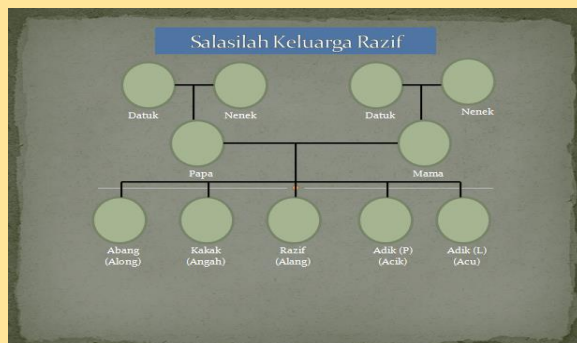 Salasilah Keluarga Razif
Datuk
Nenek
Datuk
Nenek
Papa
Mama
Abang
(Along)
Kakak
(Angah)
Razif
(Alang)
Adik (P)
(Acik)
Adik (L)
(Acu)